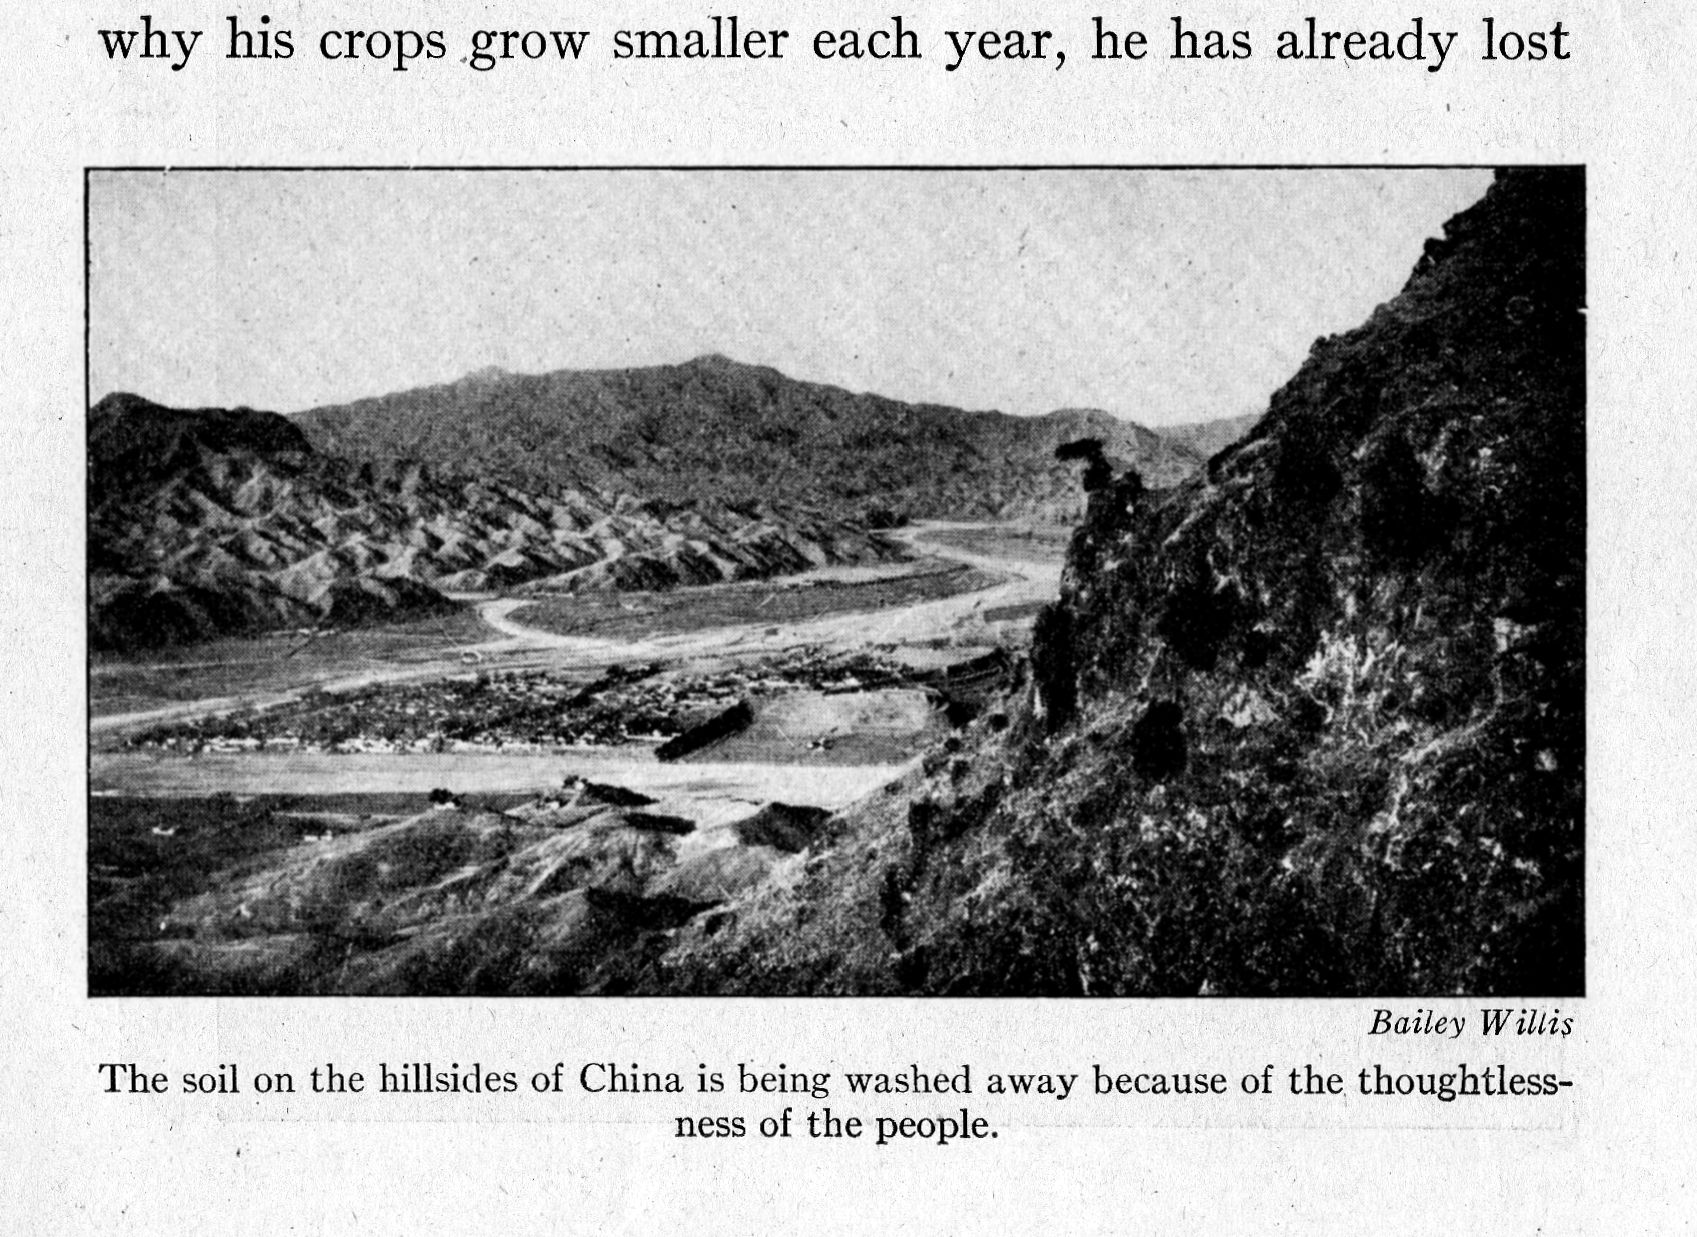 why his crops grow smaller each year, he has already lost
Bailey Willis
The soil on the hillsides of China is being washed away because of the thoughtless-
ness of the people.